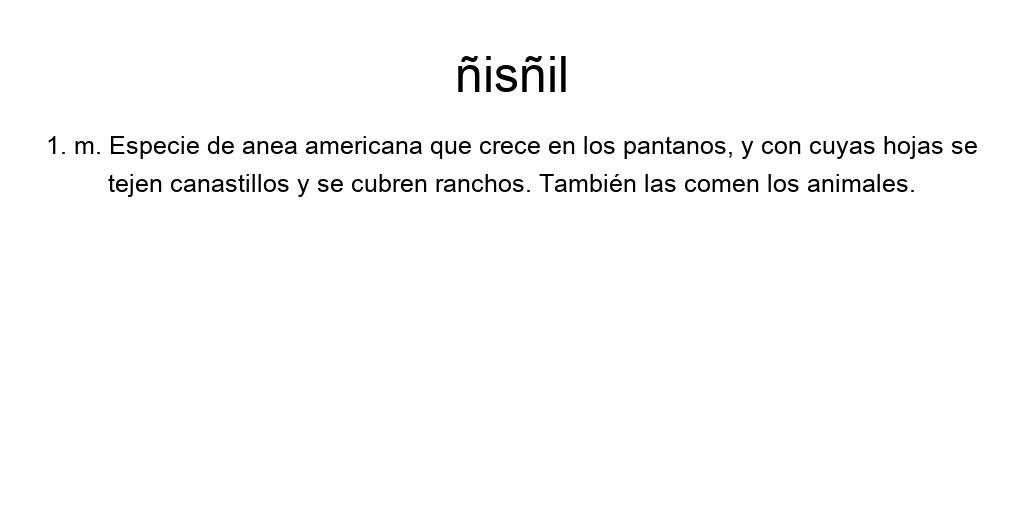 ñisñil
1. m. Especie de anea americana que crece en los pantanos, y con cuyas hojas se
tejen canastillos y se cubren ranchos. También las comen los animales.